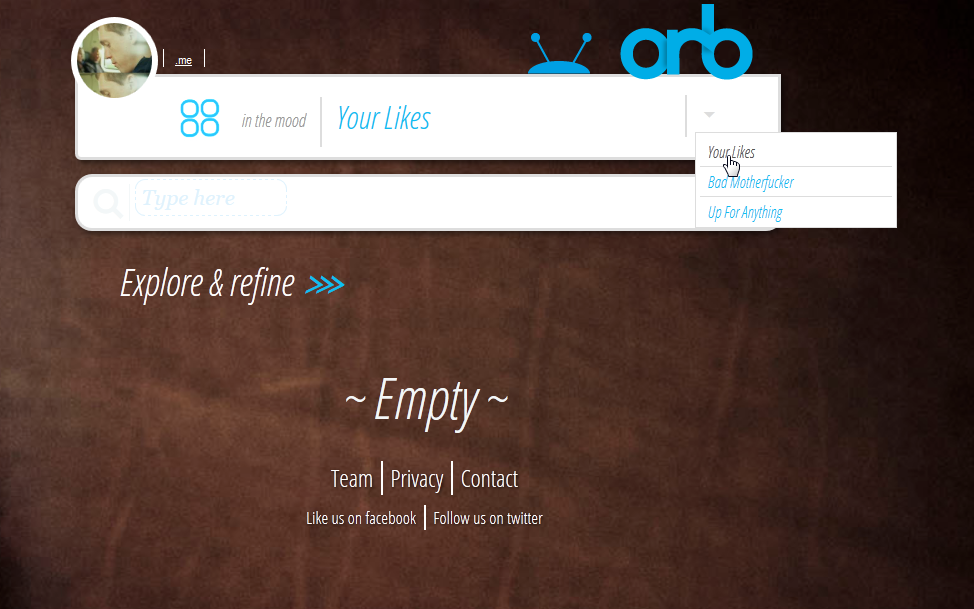 orb
.me
in the mood
Your Likes
Your Likes
Bad Motherfucker
Up For Anything
Type here
Explore & refine >>>
~ Empty ~
Team | Privacy | Contact
Like us on facebook | Follow us on twitter